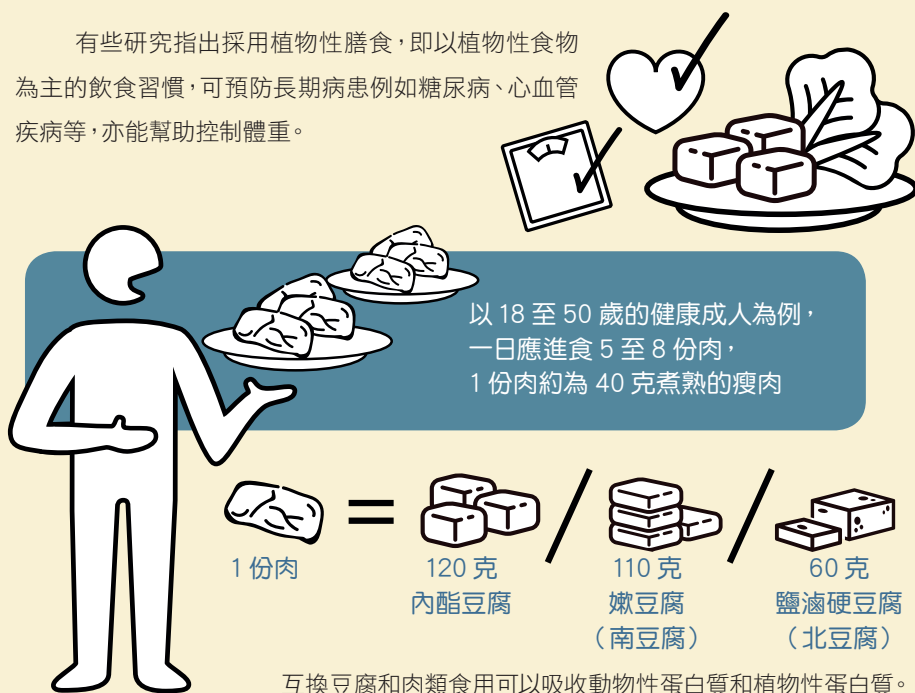 有些研究指出採用植物性膳食，即以植物性食物
為主的飲食習慣，可預防長期病患例如糖尿病、心血管
疾病等，亦能幫助控制體重。
以 18 至 50 歲的健康成人為例，
一日應進食 5 至 8 份肉，
1 份肉約為 40 克煮熟的瘦肉
1 份肉
=
120 克
內酯豆腐
/
110 克
嫰豆腐
（南豆腐）
/
60 克
鹽滷硬豆腐
（北豆腐）
互換豆腐和肉類食用可以吸收動物性蛋白質和植物性蛋白質。